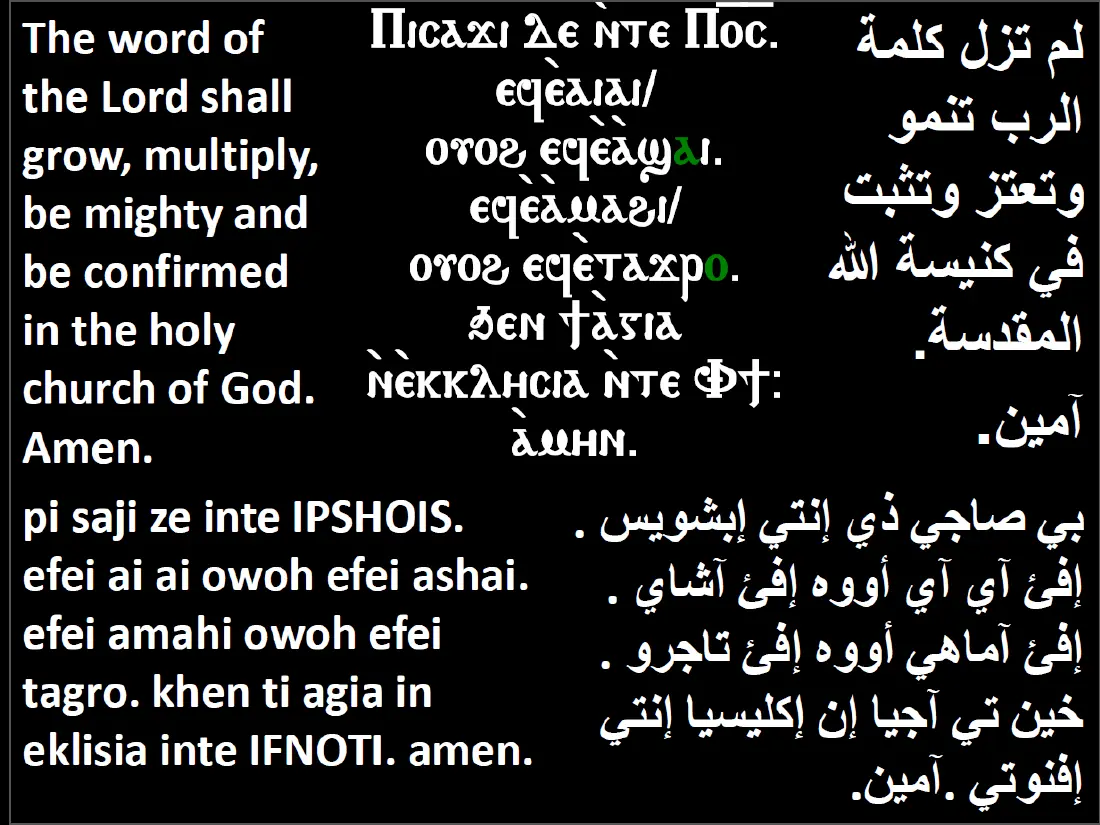 The word of
the Lord shall
grow, multiply,
be mighty and
be confirmed
in the holy
church of God.
Amen.
Ⲡⲓⲥⲁϫⲓ ⲇⲉ ⲛ̀ⲧⲉ Ⲡⲟ̅ⲥ̅.
ⲉϥⲉ̀ⲁⲓⲁⲓ/
ⲟⲩⲟϩ ⲉϥⲉ̀ⲁ̀ϣⲁⲓ.
ⲉϥⲉ̀ⲁ̀ⲙⲁϩⲓ/
ⲟⲩⲟϩ ⲉϥⲉ̀ⲧⲁϫⲣⲟ.
ϧⲉⲛ ϯⲁ̀ⲅⲓⲁ
ⲛ̀ⲉ̀ⲕⲕⲗⲏⲥⲓⲁ ⲛ̀ⲧⲉ Ⲫϯ:
ⲁ̀ⲙⲏⲛ.
لم تزل كلمة
الرب تنمو
وتعتز وتثبت
في كنيسة الله
المقدسة.
آمين.
pi saji ze inte IPSHOIS.
efei ai ai owoh efei ashai.
efei amahi owoh efei
tagro. khen ti agia in
eklisia inte IFNOTI. amen.
بي صاجي ذي إنتي إبشويس .
إفئ آي آي أووه إفئ آشاي .
إفئ آماهي أووه إفئ تاجرو .
خين تي آجيا إن إكليسيا إنتي
إفنوتي .آمين.